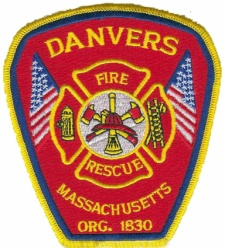 DANVERS
FIRE
RESCUE
MASSACHUSETTS
ORG. 1830